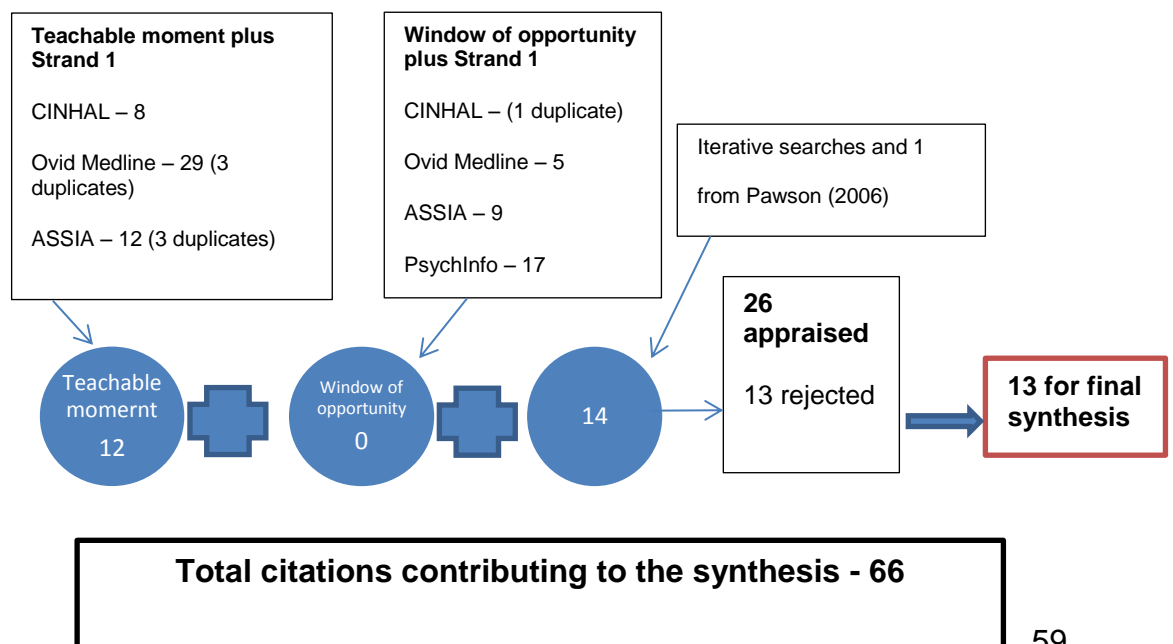 Teachable moment plus
Strand 1
CINHAL – 8
Ovid Medline – 29 (3
duplicates)
ASSIA – 12 (3 duplicates)
Window of opportunity
plus Strand 1
CINHAL – (1 duplicate)
Ovid Medline – 5
ASSIA – 9
PsychInfo – 17
Iterative searches and 1
from Pawson (2006)
Teachable
momernt
12
Window of
opportunity
0
14
26
appraised
13 rejected
13 for final
synthesis
Total citations contributing to the synthesis - 66
59